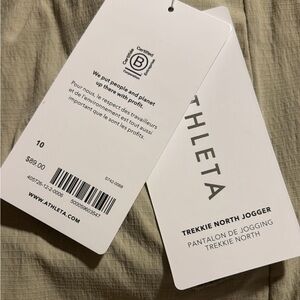 Certified
B
Corporation
We put people and planet
up there with profit.
Pour nous, le respect des travailleurs
et de l'environnement est tout aussi
important que le sont les profits.
10
$89.00
WWW.ATHLETA.COM
ATHLETA
TREKKIE NORTH JOGGER
PANTALON DE JOGGING
TREKKIE NORTH